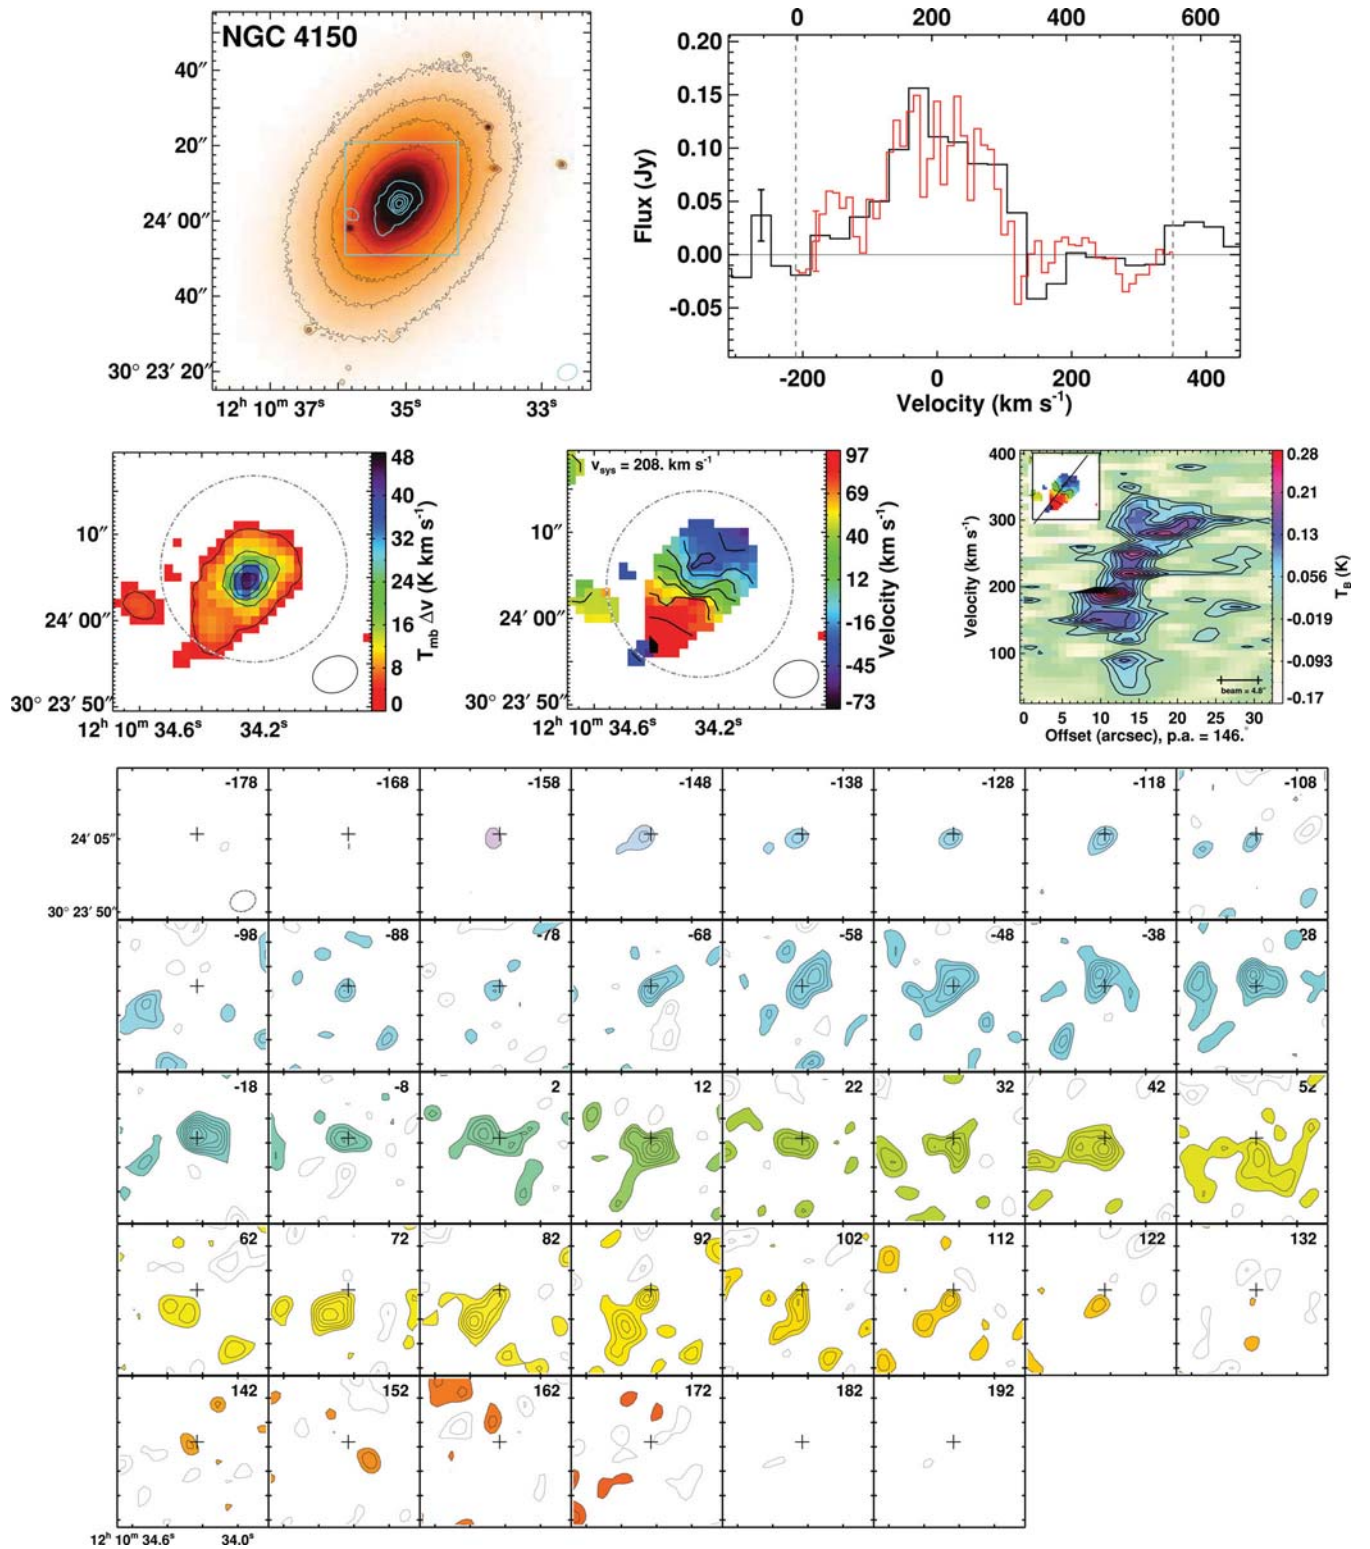 NGC 4150
40″
20″
24′ 00″
40″
30° 23′ 20″
12ʰ 10ᵐ 37ˢ 35ˢ 33ˢ
0 200 400 600
0.20
0.15
0.10
0.05
0.00
-0.05
Flux (Jy)
-200 0 200 400
Velocity (km s⁻¹)
10″
24′ 00″
30° 23′ 50″
12ʰ 10ᵐ 34.6ˢ 34.2ˢ
48
40
32
24
16
8
0
T_mb Δv (K km s⁻¹)
v_sys = 208. km s⁻¹
10″
24′ 00″
30° 23′ 50″
12ʰ 10ᵐ 34.6ˢ 34.2ˢ
97
69
40
12
-16
-45
-73
Velocity (km s⁻¹)
400
300
200
100
Velocity (km s⁻¹)
beam = 4.8″
0 5 10 15 20 25 30
Offset (arcsec), p.a. = 146.°
0.28
0.21
0.13
0.056
-0.019
-0.093
-0.17
T_B (K)
-178 -168 -158 -148 -138 -128 -118 -108
24′ 05″
30° 23′ 50″
-98 -88 -78 -68 -58 -48 -38 28
-18 -8 2 12 22 32 42 52
62 72 82 92 102 112 122 132
142 152 162 172 182 192
12ʰ 10ᵐ 34.6ˢ 34.0ˢ